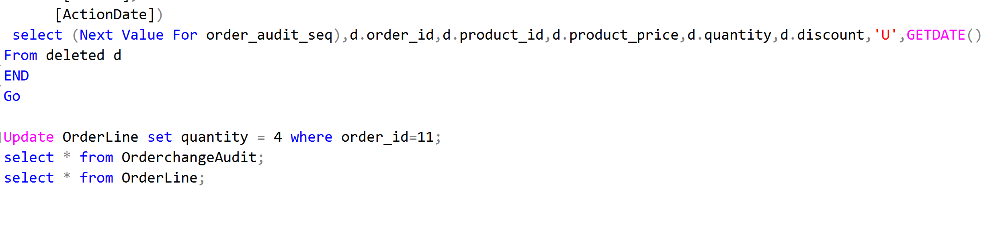 [ActionDate])
select (Next Value For order_audit_seq),d.order_id,d.product_id,d.product_price,d.quantity,d.discount,'U',GETDATE()
From deleted d
END
Go
Update OrderLine set quantity = 4 where order_id=11;
select * from OrderchangeAudit;
select * from OrderLine;